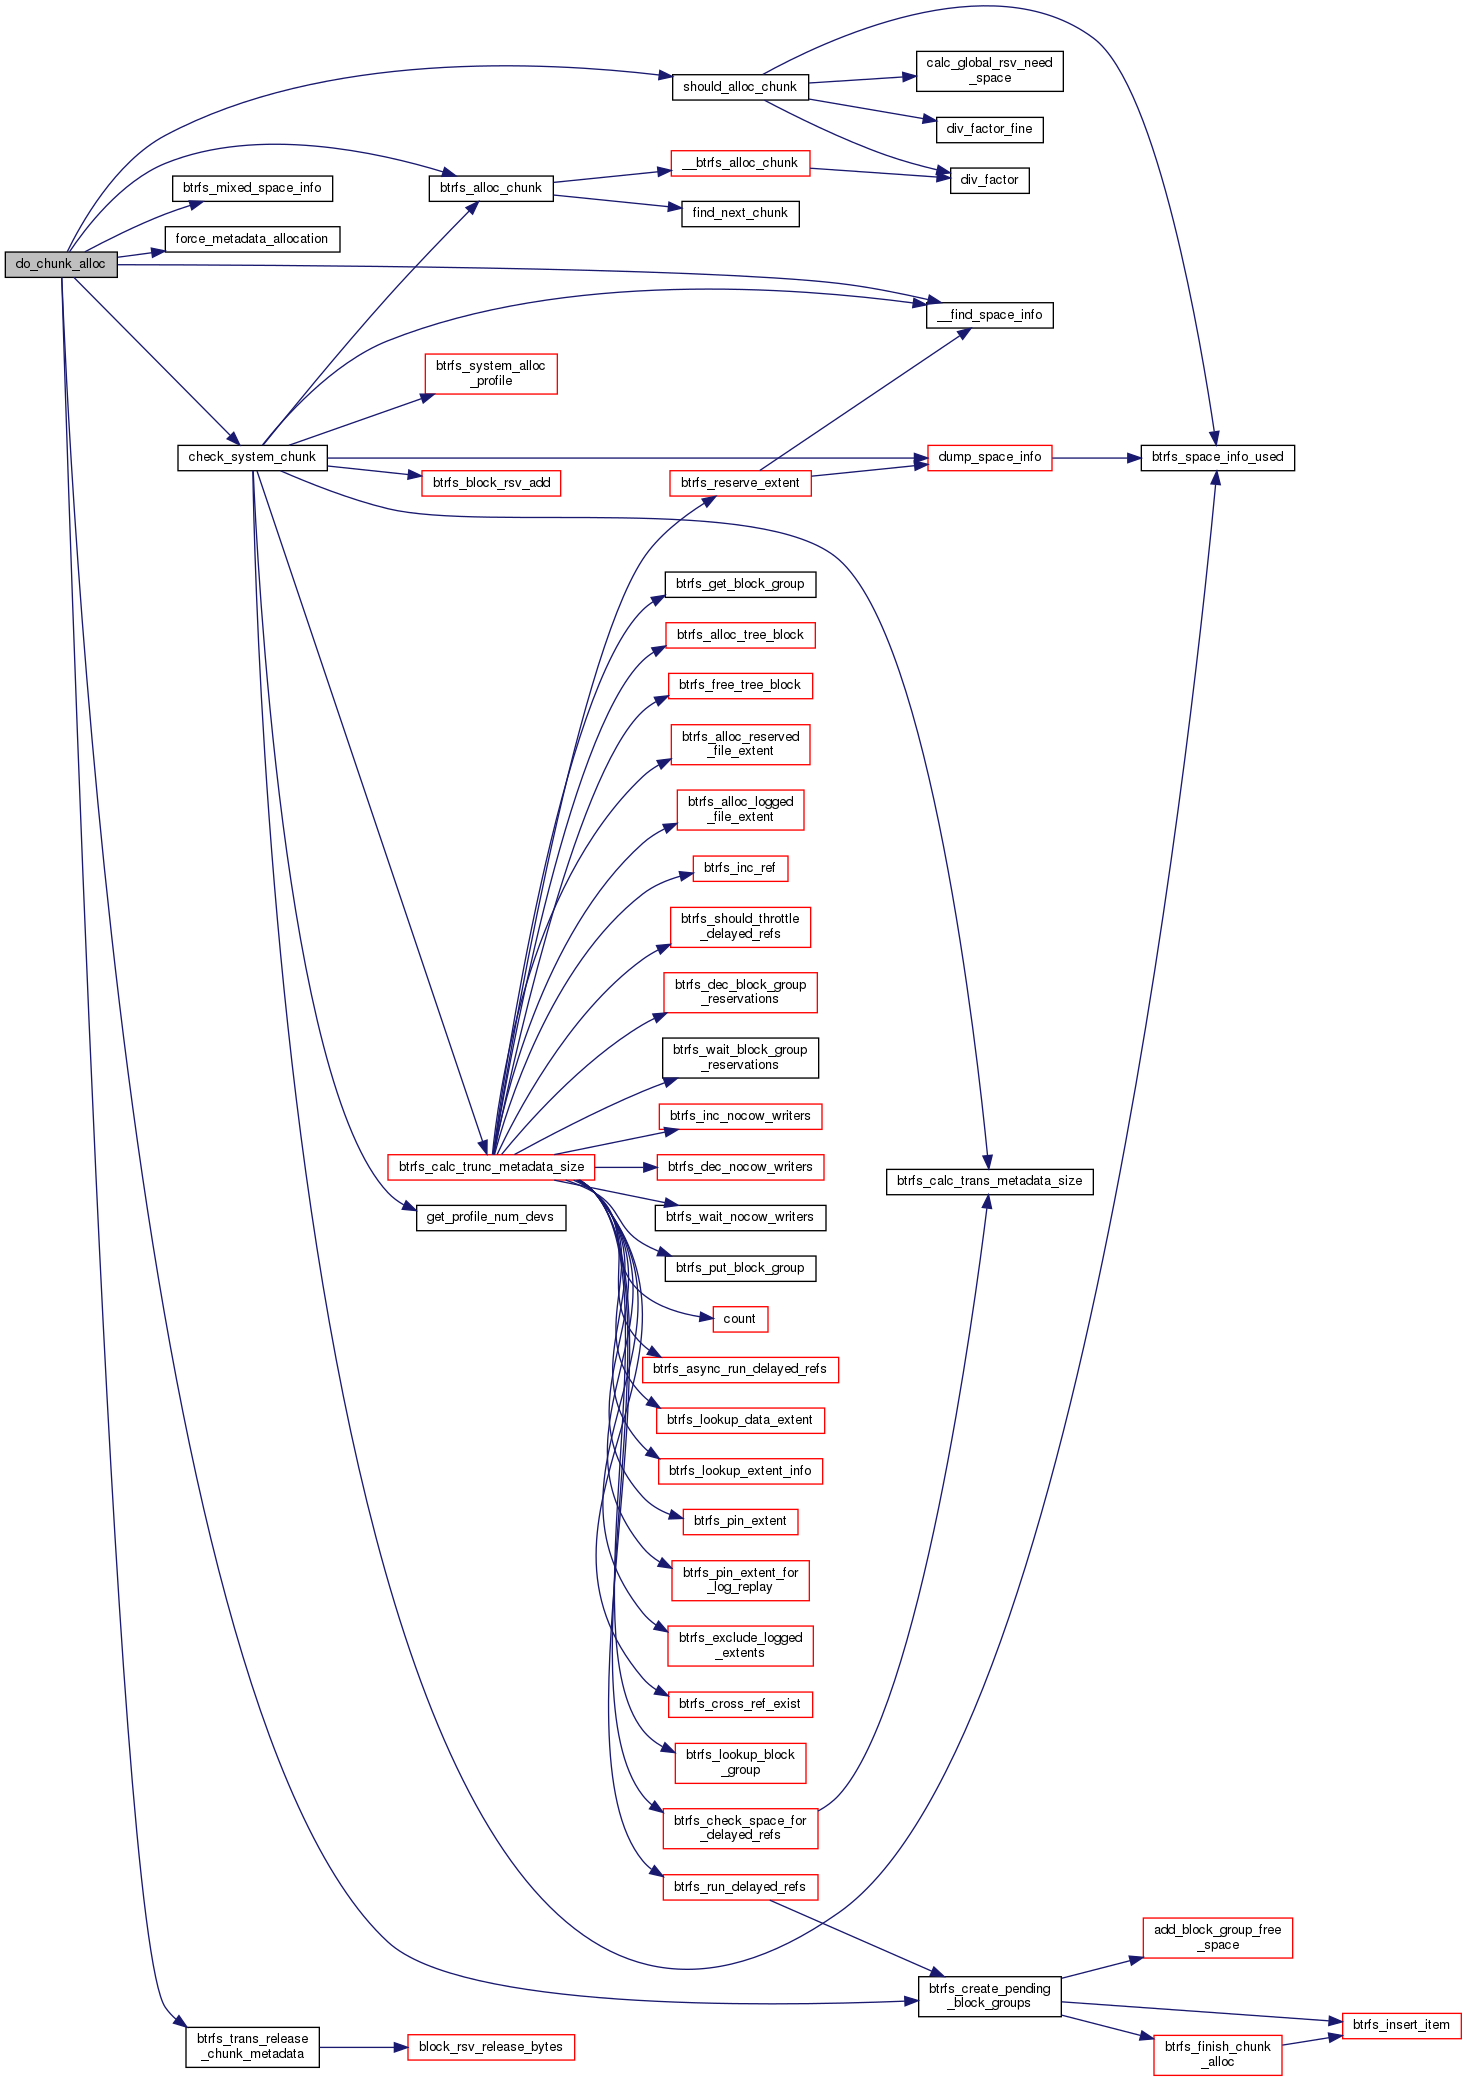 should_alloc_chunk
calc_global_rsv_need
_space
div_factor_fine
__btrfs_alloc_chunk
div_factor
btrfs_mixed_space_info
btrfs_alloc_chunk
find_next_chunk
force_metadata_allocation
do_chunk_alloc
__find_space_info
btrfs_system_alloc
_profile
check_system_chunk
dump_space_info
btrfs_space_info_used
btrfs_block_rsv_add
btrfs_reserve_extent
btrfs_get_block_group
btrfs_alloc_tree_block
btrfs_free_tree_block
btrfs_alloc_reserved
_file_extent
btrfs_alloc_logged
_file_extent
btrfs_inc_ref
btrfs_should_throttle
_delayed_refs
btrfs_dec_block_group
_reservations
btrfs_wait_block_group
_reservations
btrfs_inc_nocow_writers
btrfs_calc_trunc_metadata_size
btrfs_dec_nocow_writers
btrfs_calc_trans_metadata_size
get_profile_num_devs
btrfs_wait_nocow_writers
btrfs_put_block_group
count
btrfs_async_run_delayed_refs
btrfs_lookup_data_extent
btrfs_lookup_extent_info
btrfs_pin_extent
btrfs_pin_extent_for
_log_replay
btrfs_exclude_logged
_extents
btrfs_cross_ref_exist
btrfs_lookup_block
_group
btrfs_check_space_for
_delayed_refs
btrfs_run_delayed_refs
add_block_group_free
_space
btrfs_create_pending
_block_groups
btrfs_insert_item
btrfs_trans_release
_chunk_metadata
block_rsv_release_bytes
btrfs_finish_chunk
_alloc